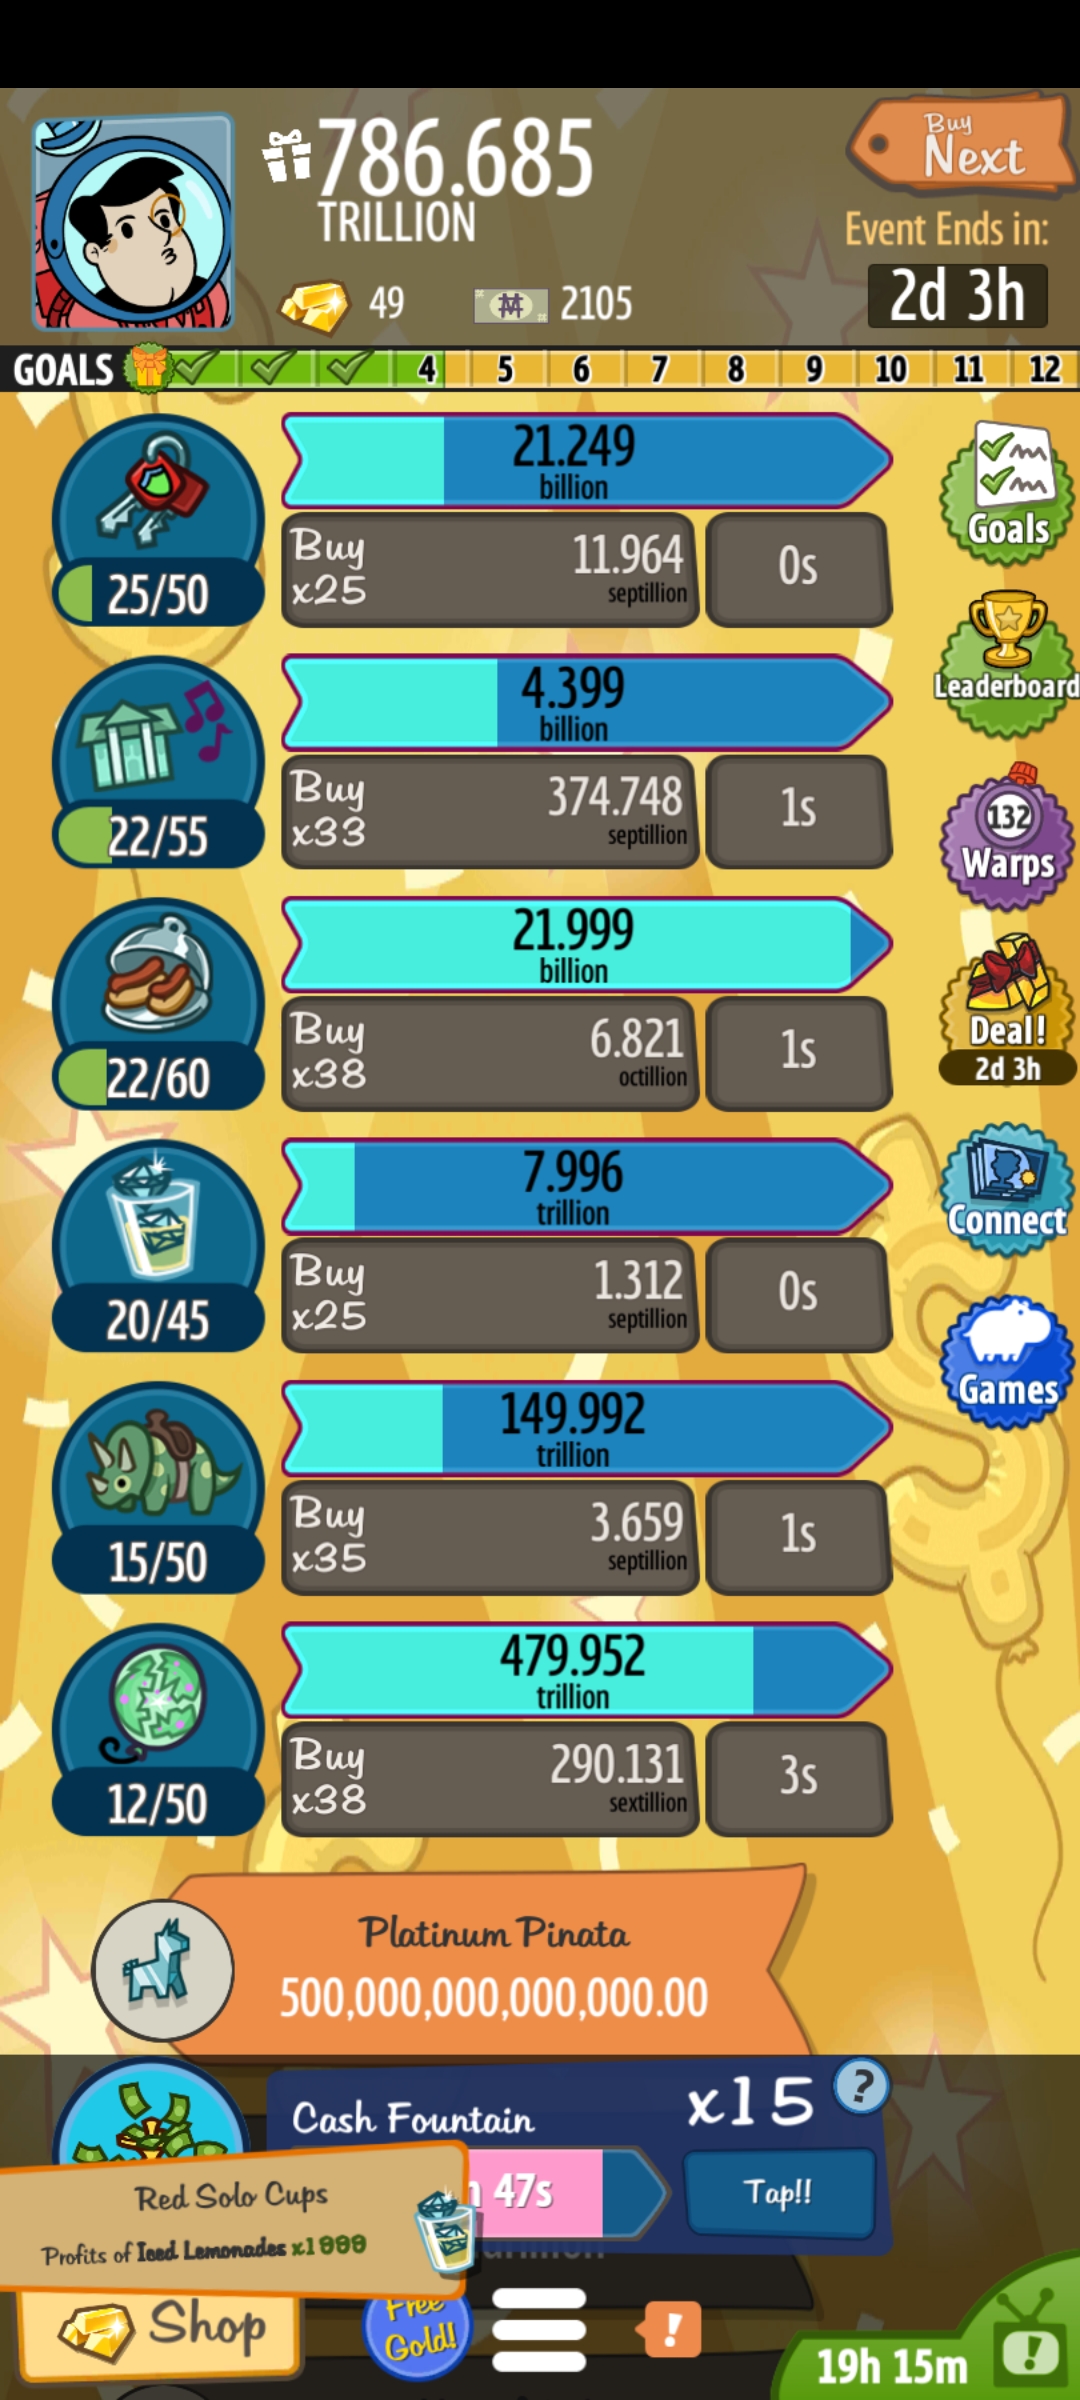 786.685
TRILLION
Buy
Next
Event Ends in:
49
2105
2d 3h
GOALS
4 5 6 7 8 9 10 11 12
21.249
billion
Buy
x25
11.964
septillion
0s
25/50
Goals
4.399
billion
Leaderboard
Buy
x33
374.748
septillion
1s
22/55
132
Warps
21.999
billion
Buy
x38
6.821
octillion
1s
22/60
Deal!
2d 3h
7.996
trillion
Connect
Buy
x25
1.312
septillion
0s
20/45
Games
149.992
trillion
Buy
x35
3.659
septillion
1s
15/50
479.952
trillion
Buy
x38
290.131
sextillion
3s
12/50
Platinum Pinata
500,000,000,000,000.00
Cash Fountain
x15
?
47s
Tap!!
Red Solo Cups
Profits of Iced Lemonades x1999
Shop
Free
Gold!
!
19h 15m
!